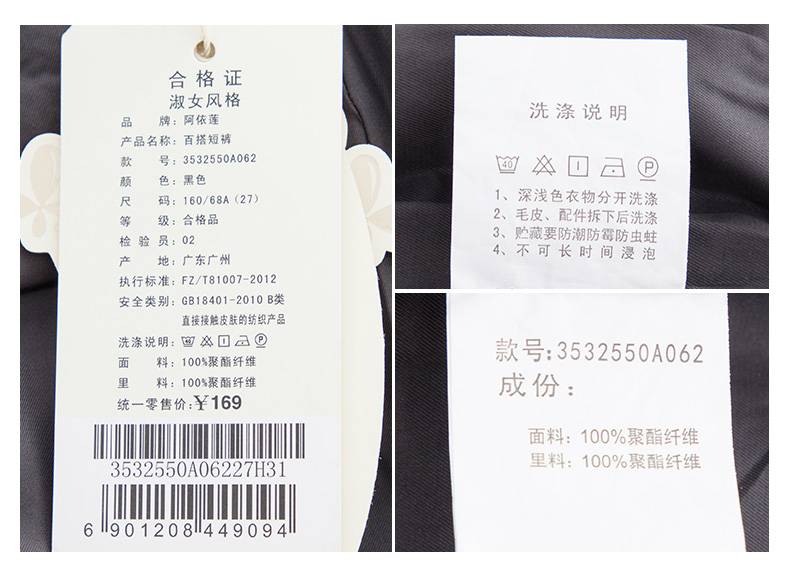 合格证
淑女风格
品 牌：阿依莲
产品名称：百搭短裤
款 号：3532550A062
颜 色：黑色
尺 码：160/68A（27）
等 级：合格品
检 验 员：02
产 地：广东广州
执行标准：FZ/T81007-2012
安全类别：GB18401-2010 B类
直接接触皮肤的纺织产品
洗涤说明：40 P
面 料：100%聚酯纤维
里 料：100%聚酯纤维
统一零售价：¥169
3532550A06227H31
6 901208 449094
洗涤说明
40 P
1、深浅色衣物分开洗涤
2、毛皮、配件拆下后洗涤
3、贮藏要防潮防霉防虫蛀
4、不可长时间浸泡
款号：3532550A062
成份：
面料：100%聚酯纤维
里料：100%聚酯纤维